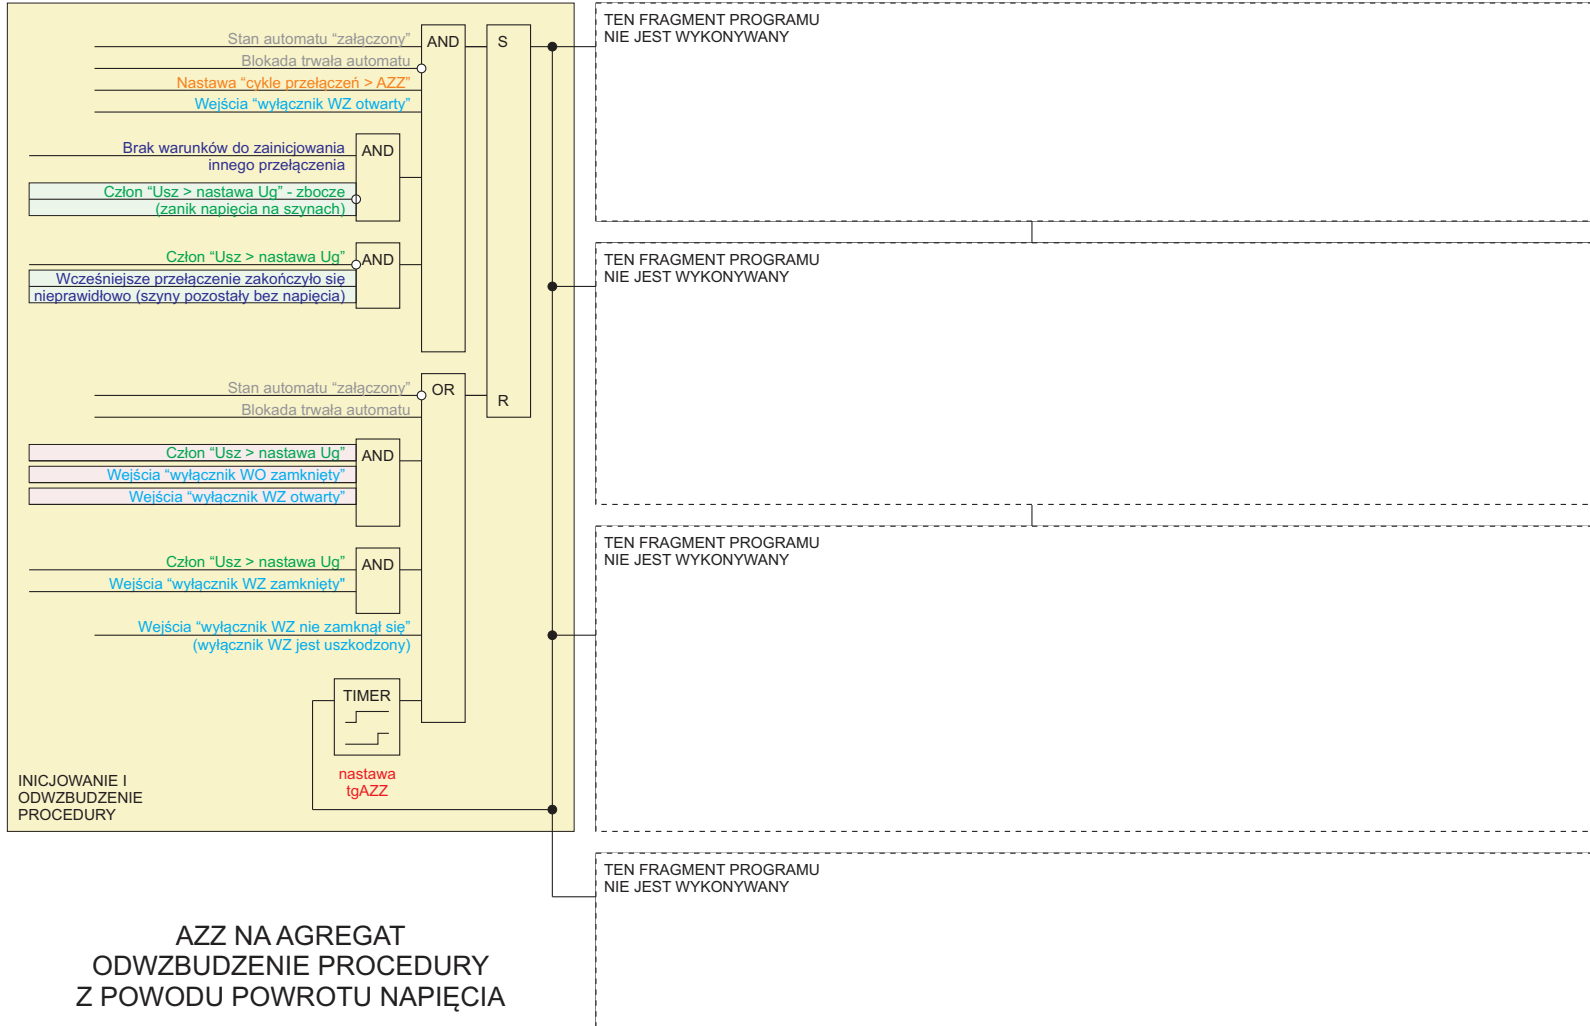 Stan automatu “załączony”
Blokada trwała automatu
Nastawa “cykle przełączeń > AZZ”
Wejścia “wyłącznik WZ otwarty”
AND
S
Brak warunków do zainicjowania
innego przełączenia
AND
Człon “Usz > nastawa Ug” - zbocze
(zanik napięcia na szynach)
Człon “Usz > nastawa Ug”
AND
Wcześniejsze przełączenie zakończyło się
nieprawidłowo (szyny pozostały bez napięcia)
Stan automatu “załączony”
OR
R
Blokada trwała automatu
Człon “Usz > nastawa Ug”
AND
Wejścia “wyłącznik WO zamknięty”
Wejścia “wyłącznik WZ otwarty”
Człon “Usz > nastawa Ug”
AND
Wejścia “wyłącznik WZ zamknięty"
Wejścia “wyłącznik WZ nie zamknął się”
(wyłącznik WZ jest uszkodzony)
TIMER
nastawa
tgAZZ
INICJOWANIE I
ODWZBUDZENIE
PROCEDURY
TEN FRAGMENT PROGRAMU
NIE JEST WYKONYWANY
TEN FRAGMENT PROGRAMU
NIE JEST WYKONYWANY
TEN FRAGMENT PROGRAMU
NIE JEST WYKONYWANY
TEN FRAGMENT PROGRAMU
NIE JEST WYKONYWANY
AZZ NA AGREGAT
ODWZBUDZENIE PROCEDURY
Z POWODU POWROTU NAPIĘCIA